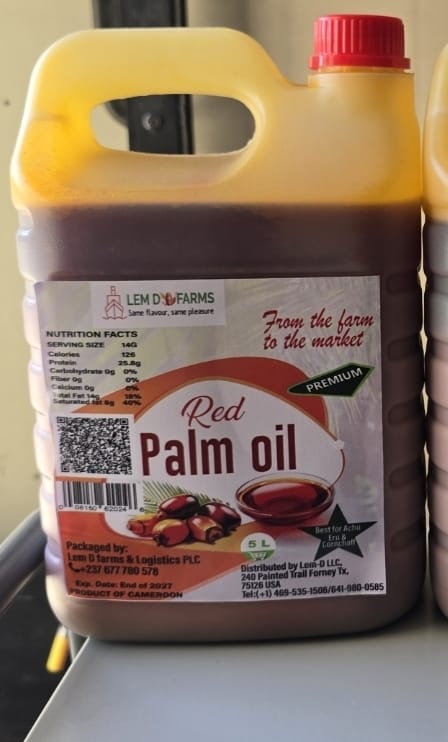 LEM D FARMS
Same flavour, same pleasure
From the farm
to the market
NUTRITION FACTS
SERVING SIZE 14G
Calories 126
Protein 25.8g
Carbohydrate 0g 0%
Fiber 0g 0%
Calcium 0g 0%
Total Fat 14g 18%
Saturated fat 8g 40%
PREMIUM
Red
Palm oil
5 L
Best for Achu
Eru &
Cornchaff
Packaged by:
Lem D farms & Logistics PLC
+237 677 780 578
Exp. Date: End of 2027
PRODUCT OF CAMEROON
Distributed by Lem-D LLC,
240 Painted Trail Forney Tx,
75126 USA
Tel:(+1) 469-535-1506/641-980-0585